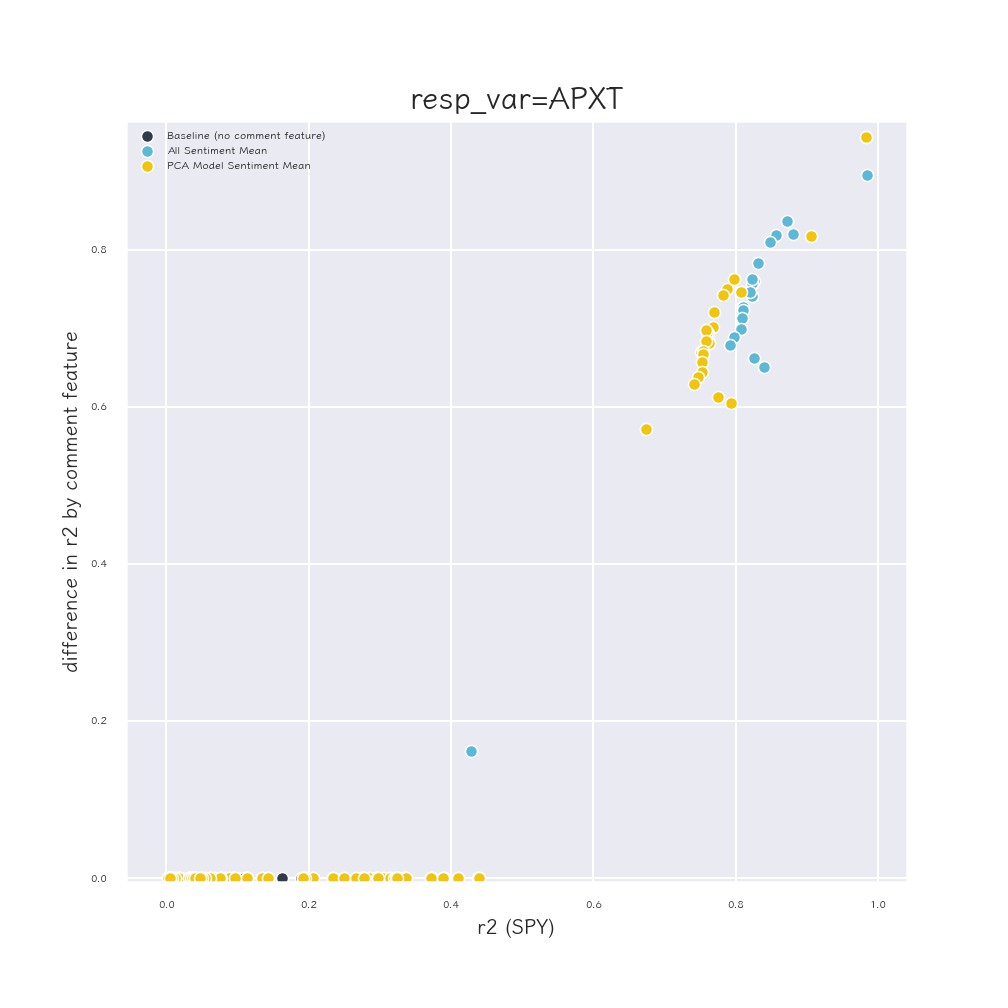 resp_var=APXT
Baseline (no comment feature)
All Sentiment Mean
PCA Model Sentiment Mean
difference in r2 by comment feature
0.8
0.6
0.4
0.2
0.0
0.0 0.2 0.4 0.6 0.8 1.0
r2 (SPY)